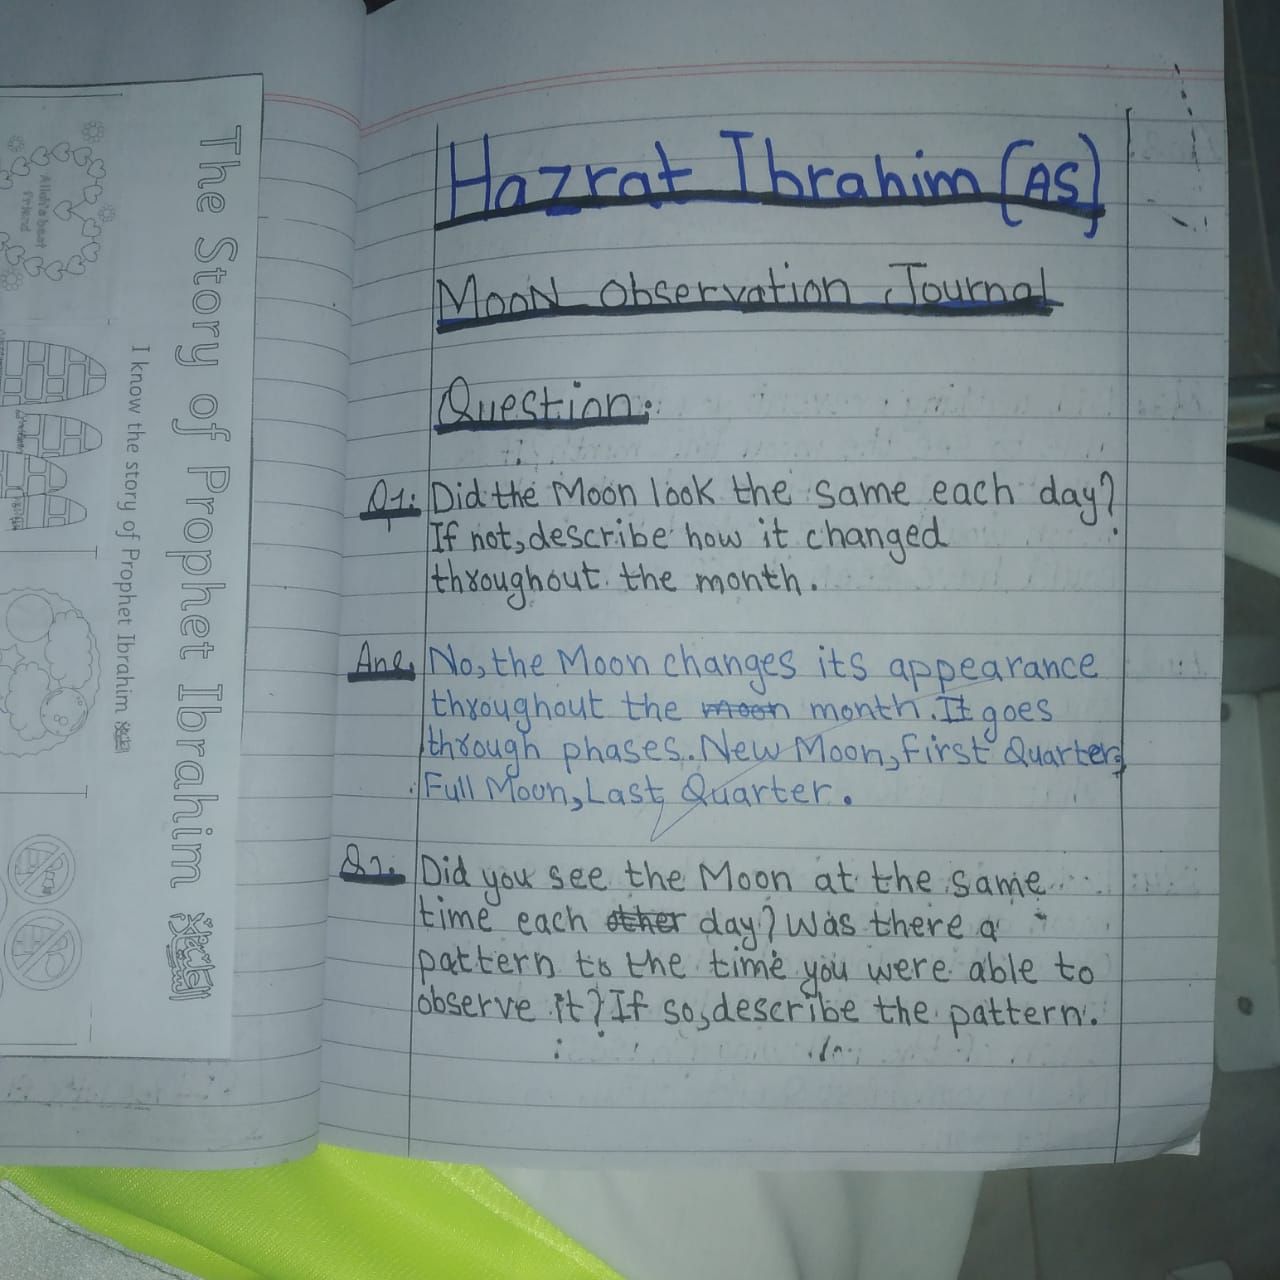 Hazrat Ibrahim (AS)
Moon observation Journal
Question:
Q1: Did the Moon look the same each day?
If not, describe how it changed
throughout the month.
Ans. No, the Moon changes its appearance
throughout the moon month. It goes
through phases. New Moon, First Quarter,
Full Moon, Last Quarter.
Q2. Did you see the Moon at the same
time each other day? Was there a
pattern to the time you were able to
observe it? If so, describe the pattern.
The Story of Prophet Ibrahim
I know the story of Prophet Ibrahim
Allah's best
friend